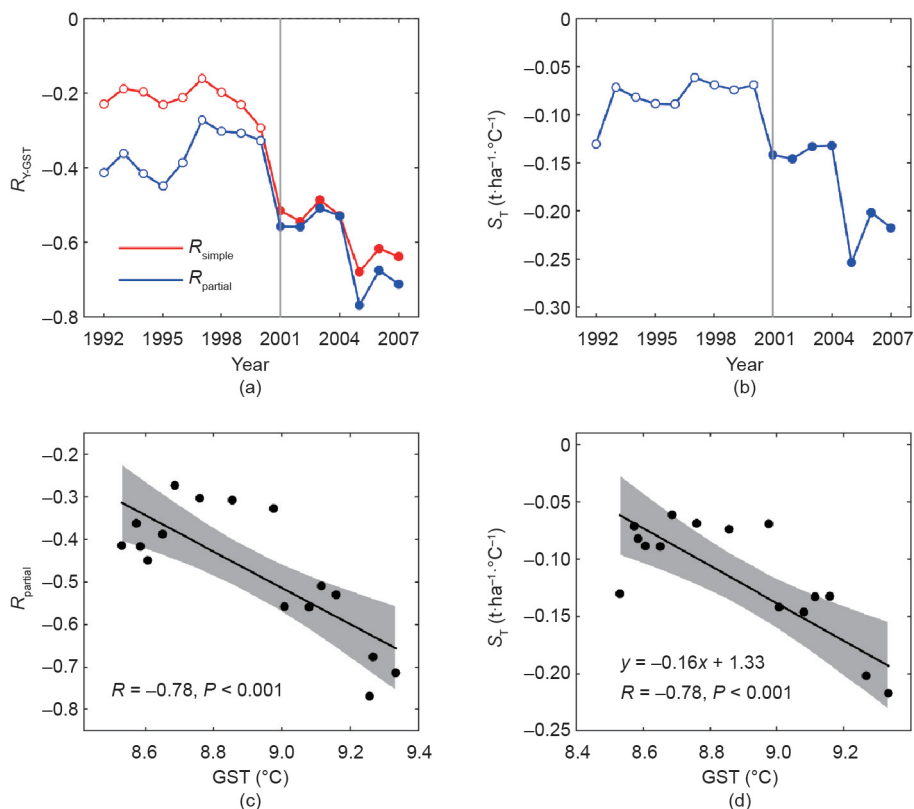 0
−0.2
−0.4
−0.6
−0.8
R_Y-GST
R_simple
R_partial
1992 1995 1998 2001 2004 2007
Year
(a)
0
−0.05
−0.10
−0.15
−0.20
−0.25
−0.30
S_T (t·ha⁻¹·°C⁻¹)
1992 1995 1998 2001 2004 2007
Year
(b)
−0.2
−0.3
−0.4
−0.5
−0.6
−0.7
−0.8
R_partial
R = −0.78, P < 0.001
8.6 8.8 9.0 9.2 9.4
GST (°C)
(c)
0
−0.05
−0.10
−0.15
−0.20
−0.25
S_T (t·ha⁻¹·°C⁻¹)
y = −0.16x + 1.33
R = −0.78, P < 0.001
8.4 8.6 8.8 9.0 9.2
GST (°C)
(d)